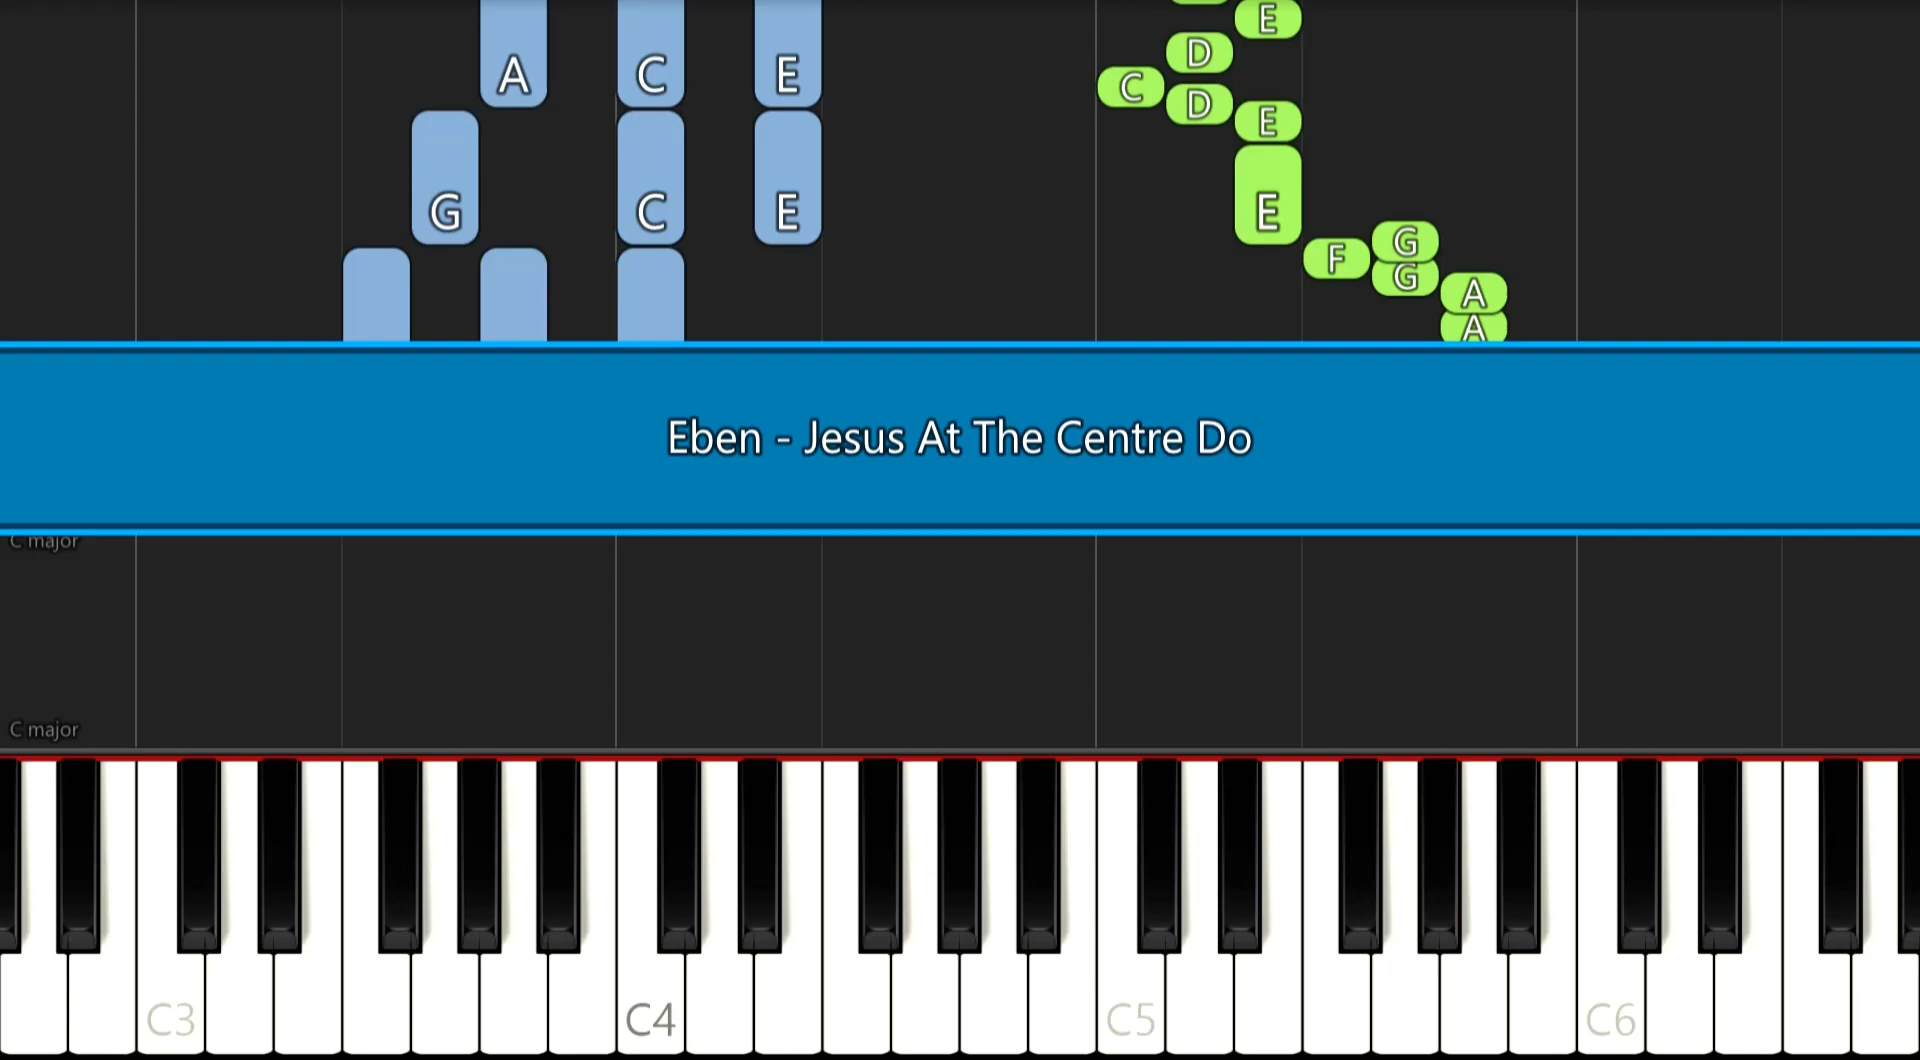 E
D
A C E C D
E
G C E E
G
F G
A
A
Eben - Jesus At The Centre Do
C major
C major
C3 C4 C5 C6